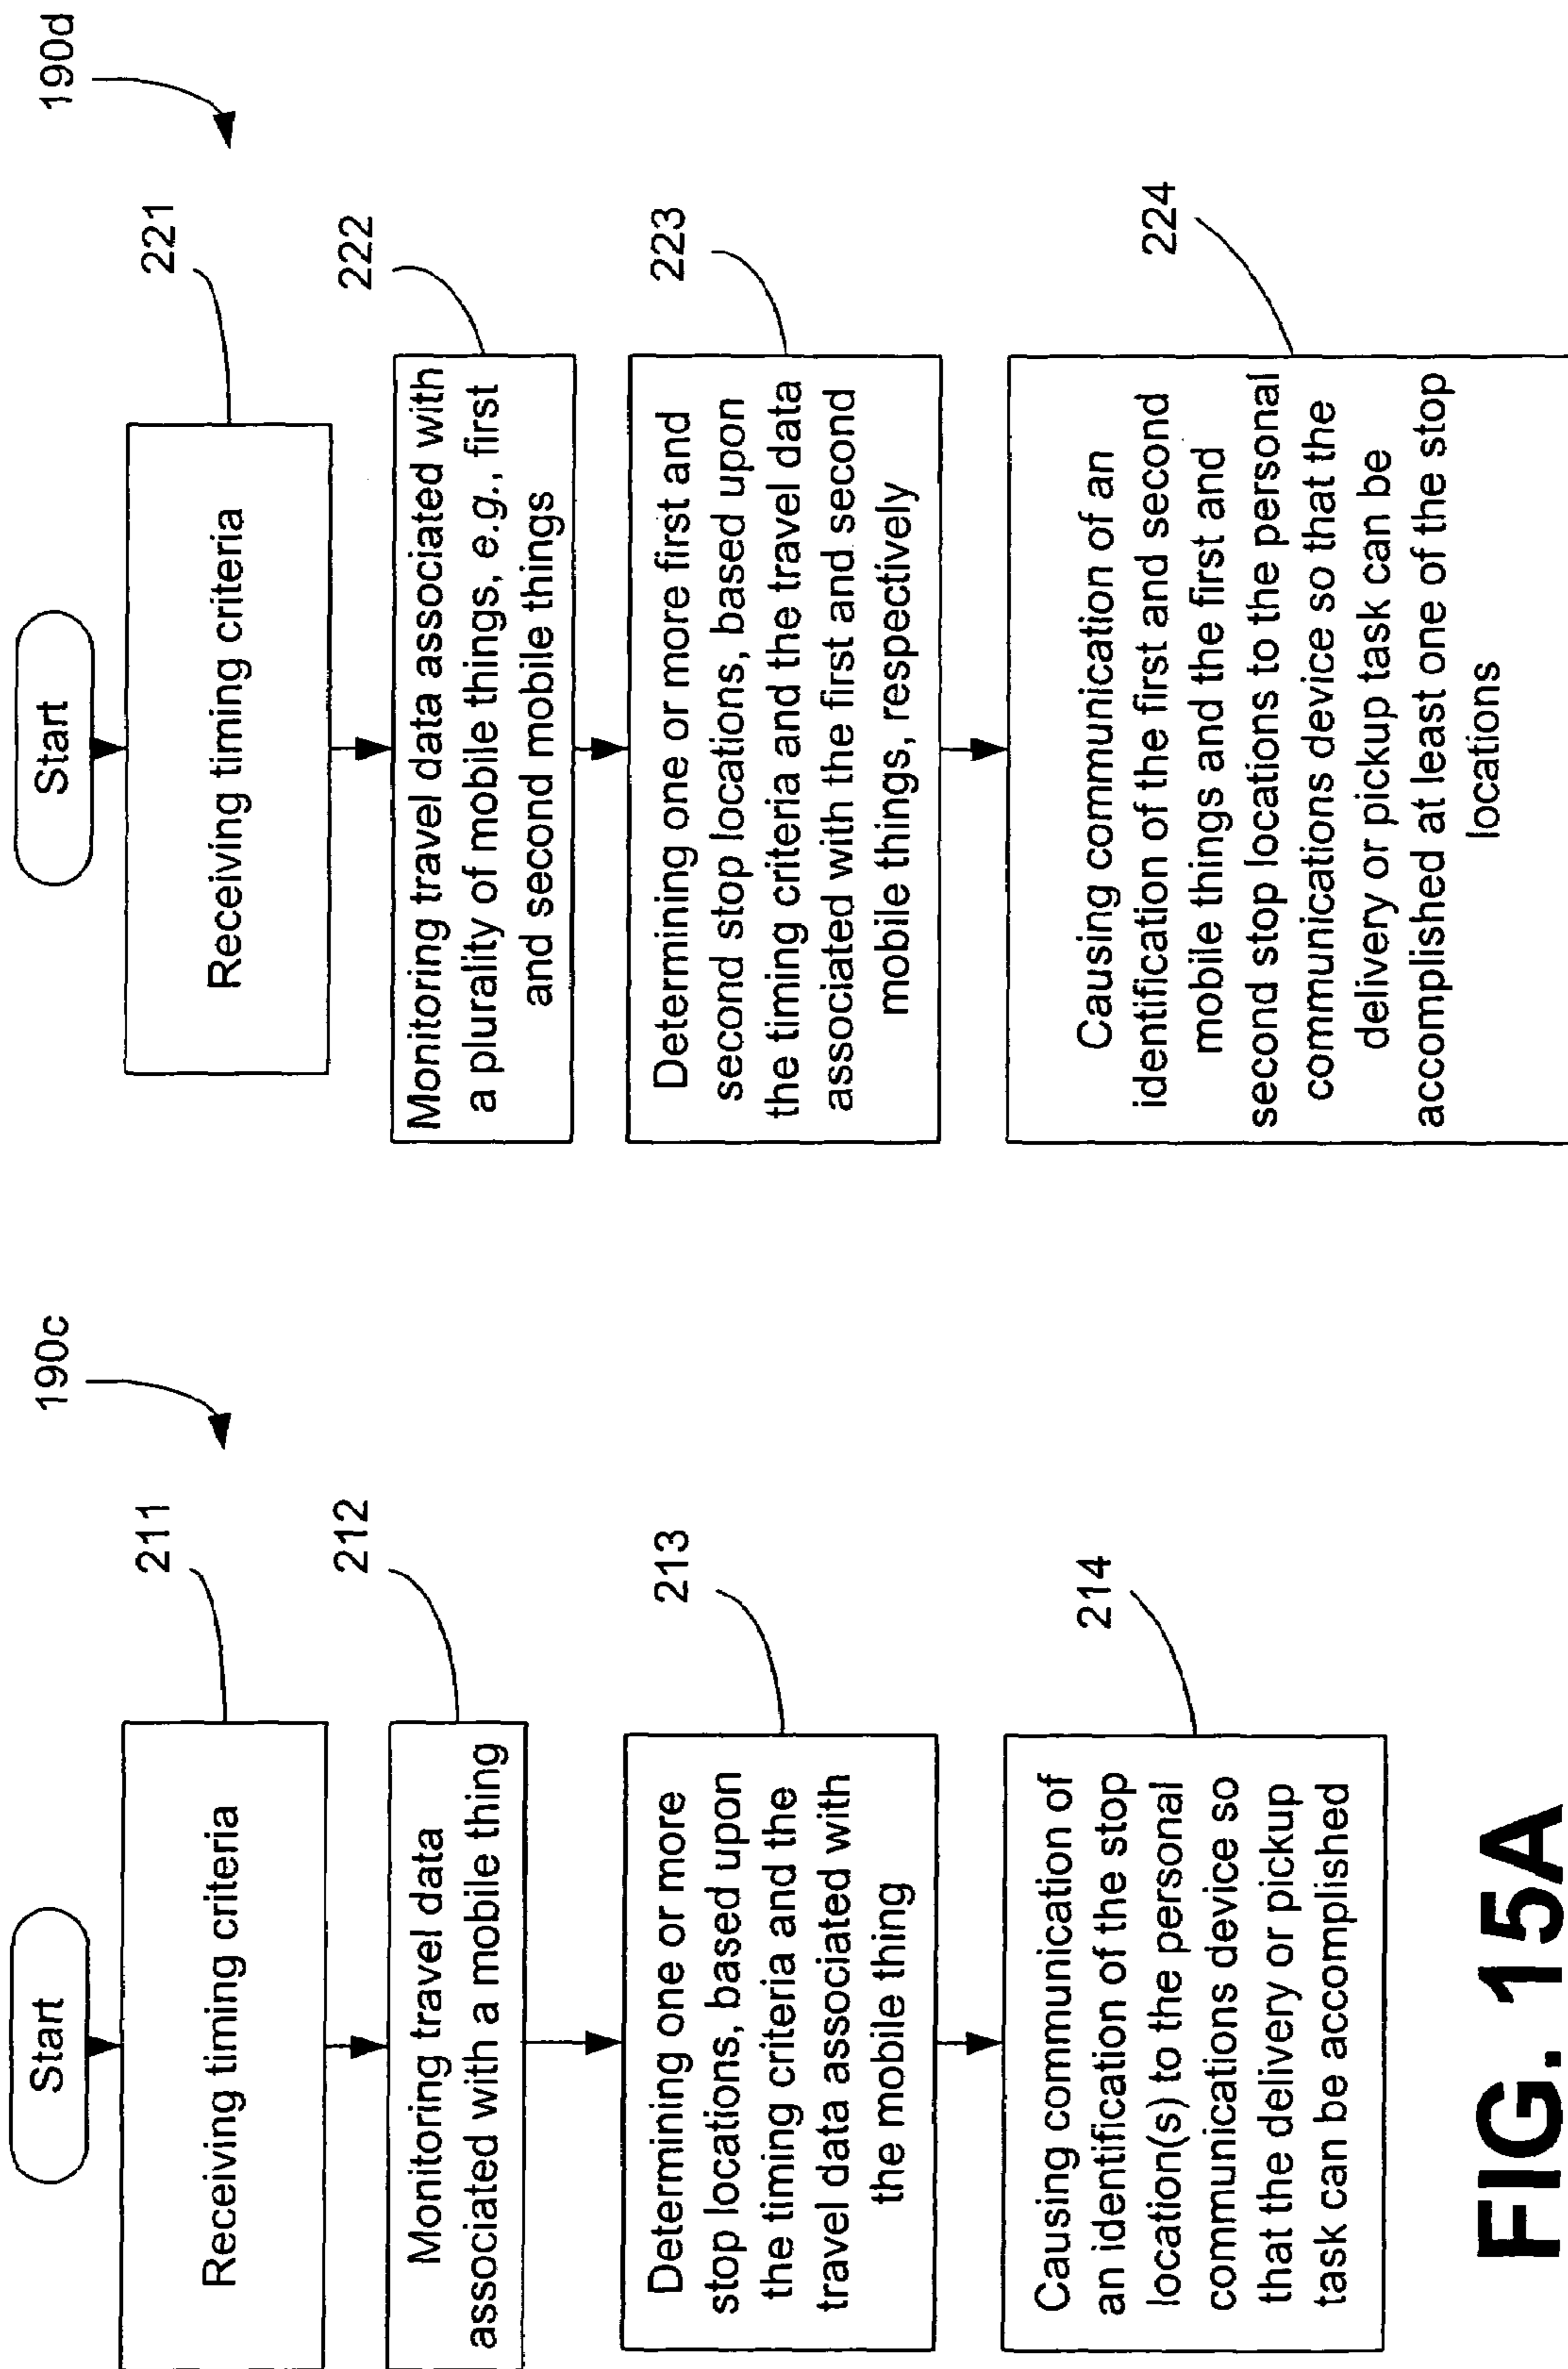 190c
Start
211
Receiving timing criteria
212
Monitoring travel data
associated with a mobile thing
213
Determining one or more
stop locations, based upon
the timing criteria and the
travel data associated with
the mobile thing
214
Causing communication of
an identification of the stop
location(s) to the personal
communications device so
that the delivery or pickup
task can be accomplished
FIG. 15A
190d
Start
221
Receiving timing criteria
222
Monitoring travel data associated with
a plurality of mobile things, e.g., first
and second mobile things
223
Determining one or more first and
second stop locations, based upon
the timing criteria and the travel data
associated with the first and second
mobile things, respectively
224
Causing communication of an
identification of the first and second
mobile things and the first and
second stop locations to the personal
communications device so that the
delivery or pickup task can be
accomplished at least one of the stop
locations